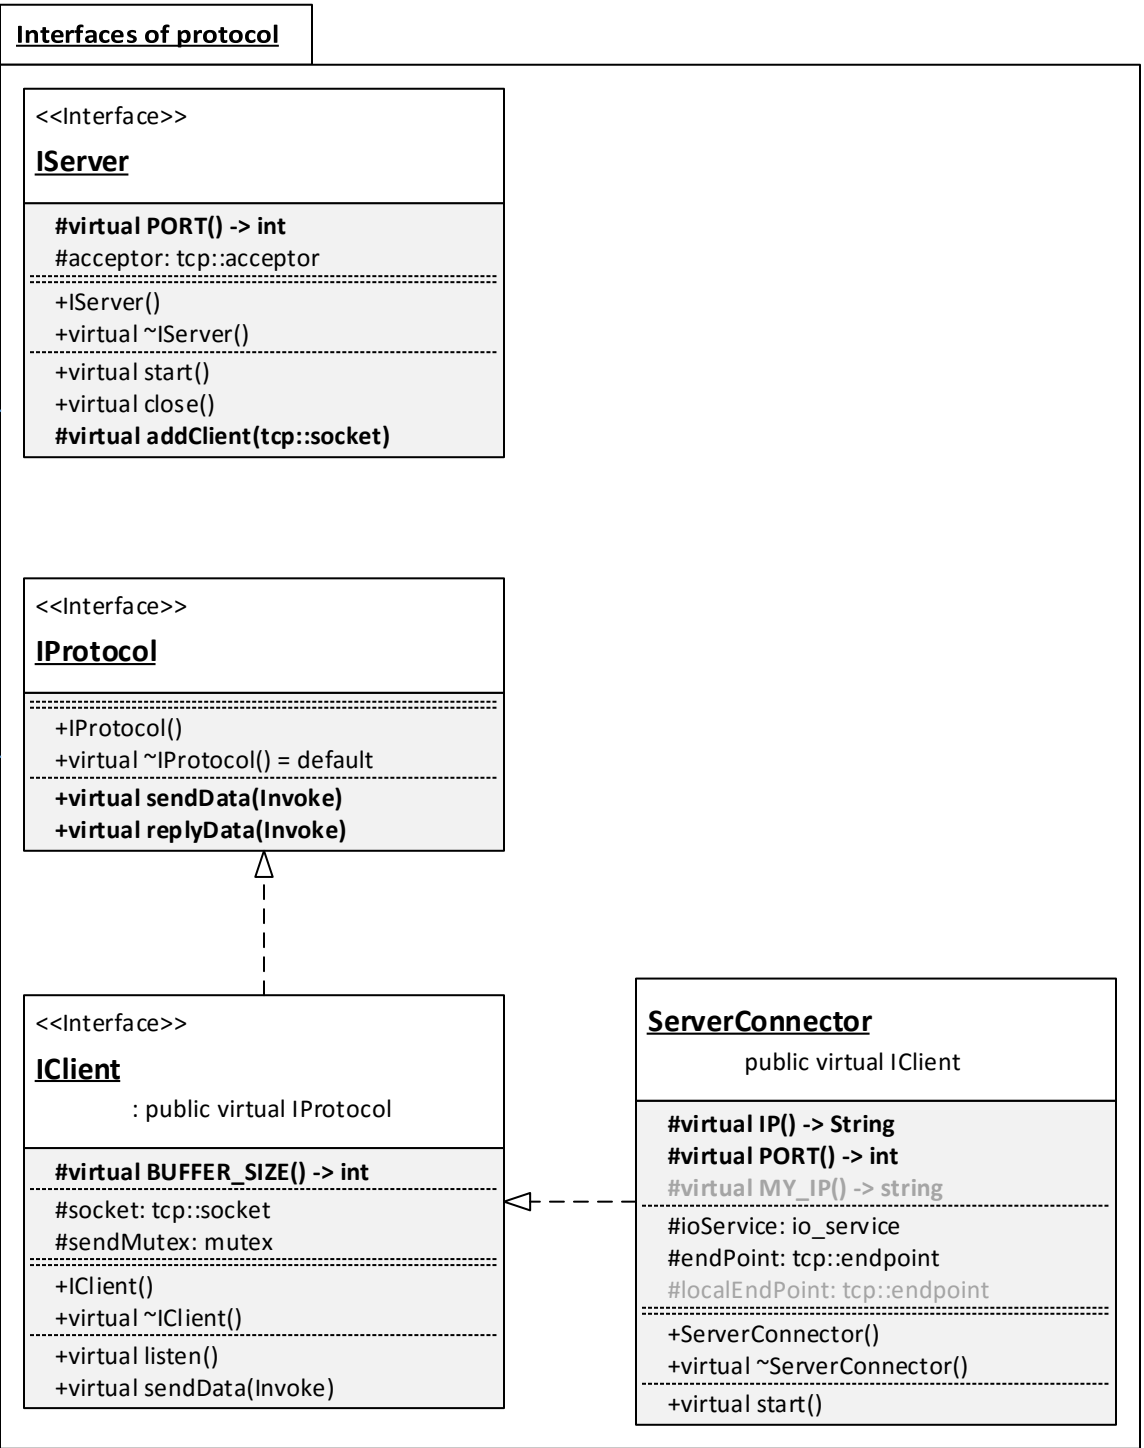 Interfaces of protocol
<<Interface>>
IServer
#virtual PORT() -> int
#acceptor: tcp::acceptor
+IServer()
+virtual ~IServer()
+virtual start()
+virtual close()
#virtual addClient(tcp::socket)
<<Interface>>
IProtocol
+IProtocol()
+virtual ~IProtocol() = default
+virtual sendData(Invoke)
+virtual replyData(Invoke)
<<Interface>>
IClient
: public virtual IProtocol
#virtual BUFFER_SIZE() -> int
#socket: tcp::socket
#sendMutex: mutex
+IClient()
+virtual ~IClient()
+virtual listen()
+virtual sendData(Invoke)
ServerConnector
public virtual IClient
#virtual IP() -> String
#virtual PORT() -> int
#virtual MY_IP() -> string
#ioService: io_service
#endPoint: tcp::endpoint
#localEndPoint: tcp::endpoint
+ServerConnector()
+virtual ~ServerConnector()
+virtual start()